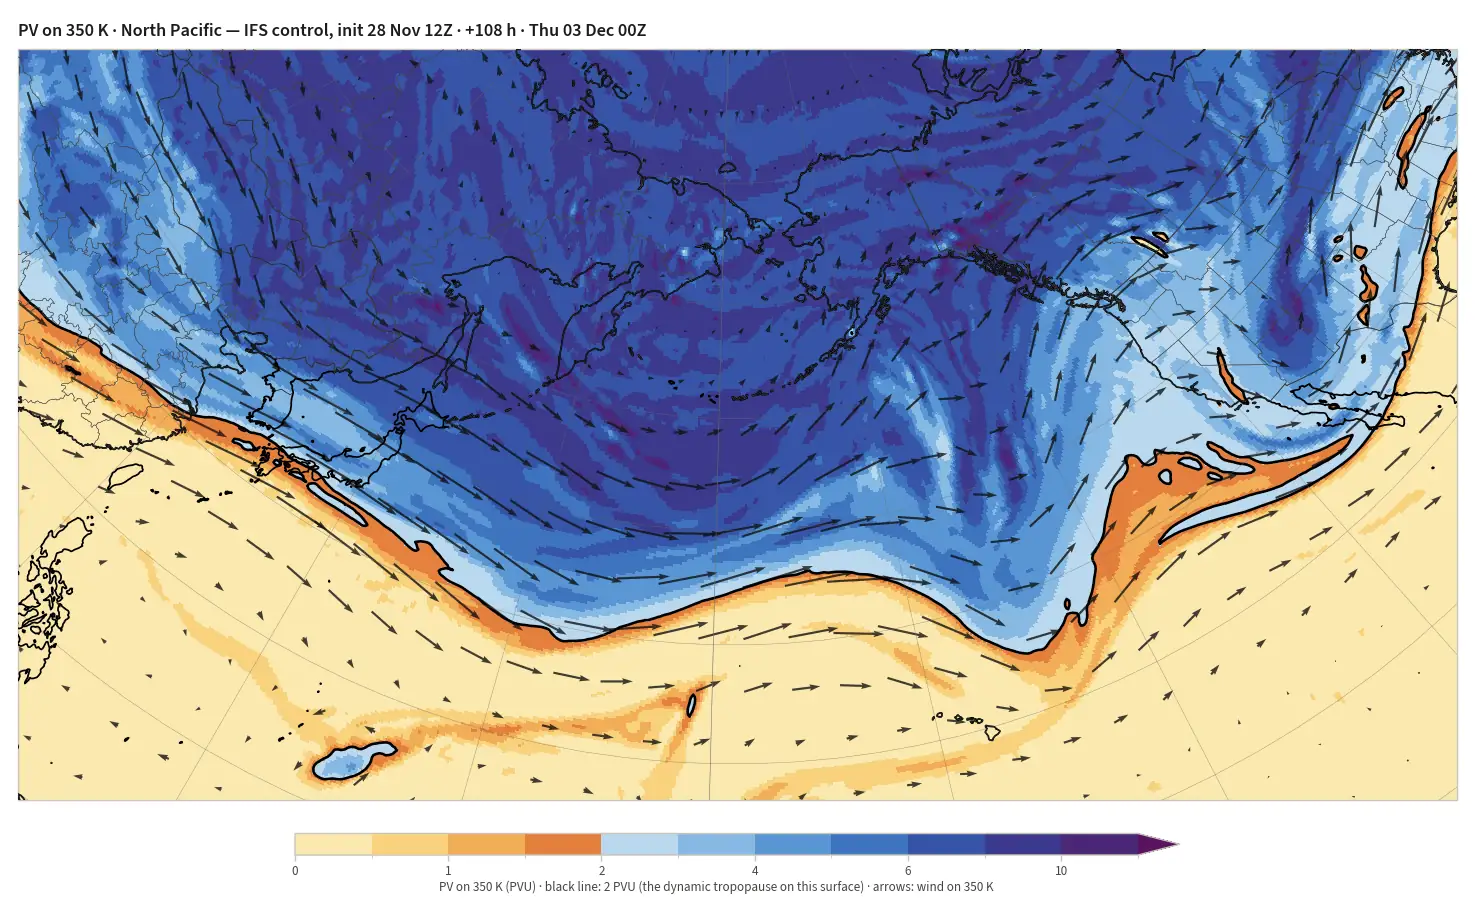 PV on 350 K · North Pacific — IFS control, init 28 Nov 12Z · +108 h · Thu 03 Dec 00Z
0 1 2 4 6 10
PV on 350 K (PVU) · black line: 2 PVU (the dynamic tropopause on this surface) · arrows: wind on 350 K